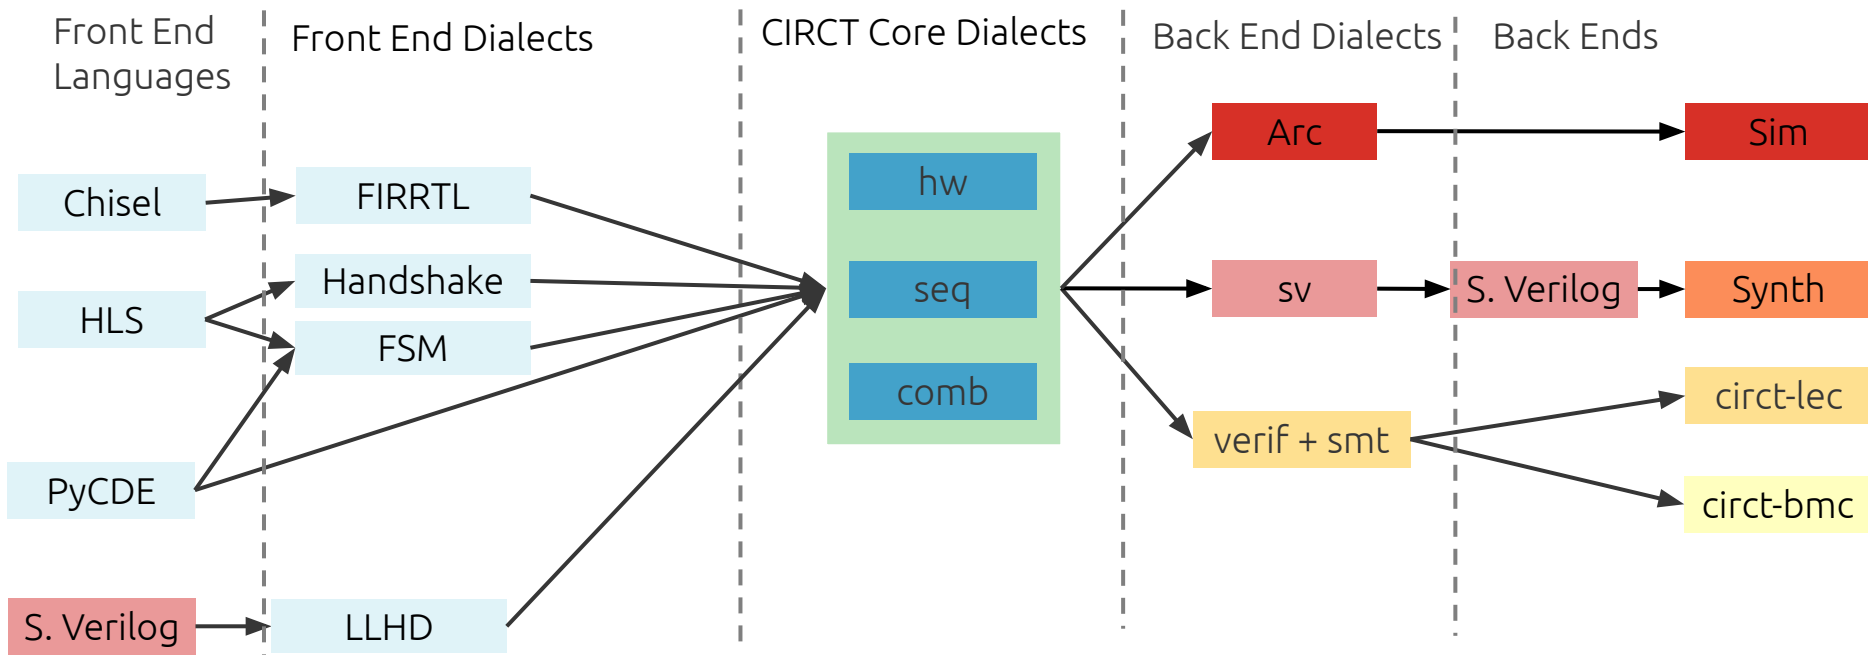 Front End
Languages
Front End Dialects
CIRCT Core Dialects
Back End Dialects
Back Ends
Chisel
HLS
PyCDE
S. Verilog
FIRRTL
Handshake
FSM
LLHD
hw
seq
comb
Arc
sv
verif + smt
S. Verilog
Sim
Synth
circt-lec
circt-bmc